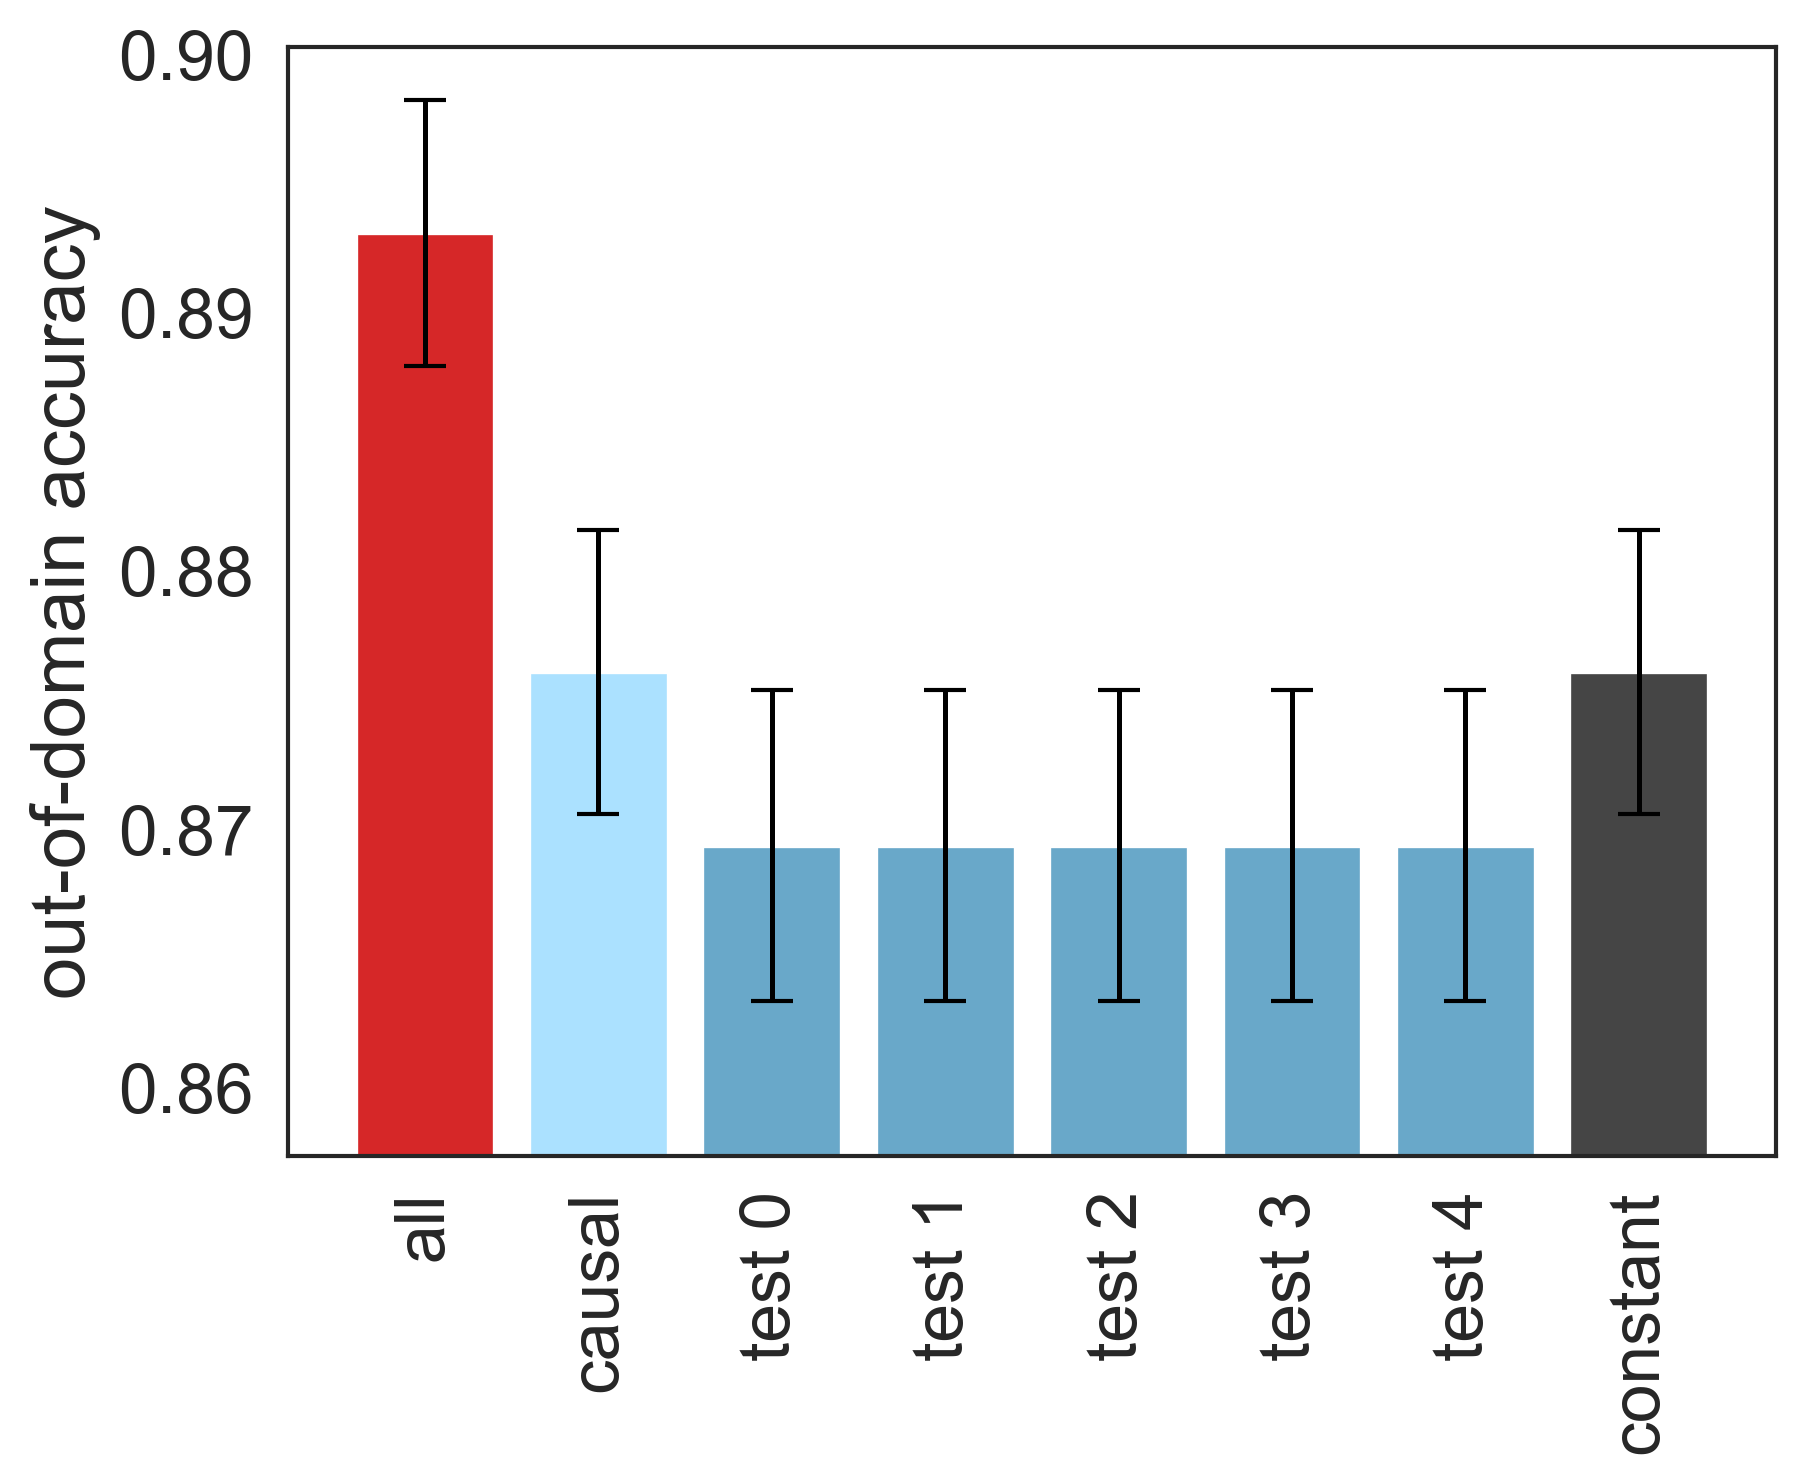 out-of-domain accuracy
0.90
0.89
0.88
0.87
0.86
all
causal
test 0
test 1
test 2
test 3
test 4
constant